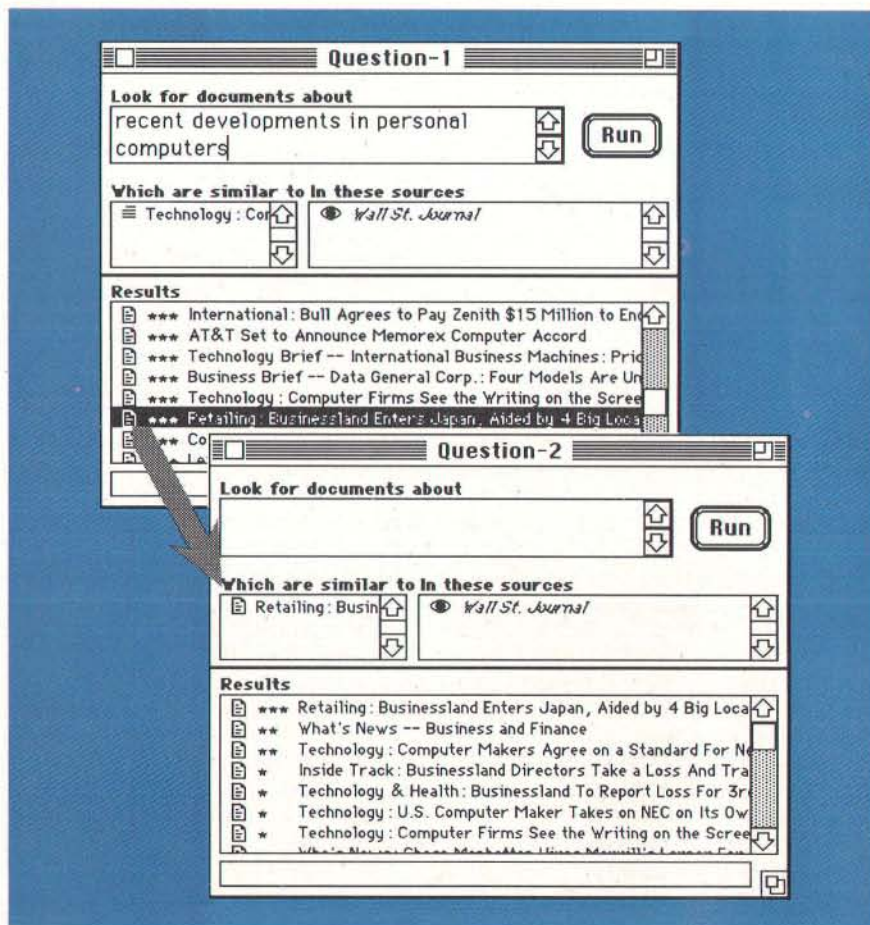 Question-1
Look for documents about
recent developments in personal
computers
Run
Which are similar to In these sources
Technology : Cor
Wall St. Journal
Results
*** International: Bull Agrees to Pay Zenith $15 Million to En
*** AT&T Set to Announce Memorex Computer Accord
*** Technology Brief -- International Business Machines: Pric
*** Business Brief -- Data General Corp.: Four Models Are Un
*** Technology : Computer Firms See the Writing on the Scree
*** Retailing: Businessland Enters Japan, Aided by 4 Big Loca
*** Co
Question-2
Look for documents about
Run
Which are similar to In these sources
Retailing: Busin
Wall St. Journal
Results
*** Retailing: Businessland Enters Japan, Aided by 4 Big Loca
** What's News -- Business and Finance
** Technology : Computer Makers Agree on a Standard For Ne
* Inside Track: Businessland Directors Take a Loss And Tra
* Technology & Health: Businessland To Report Loss For 3r
* Technology : U.S. Computer Maker Takes on NEC on Its Ow
* Technology : Computer Firms See the Writing on the Scree